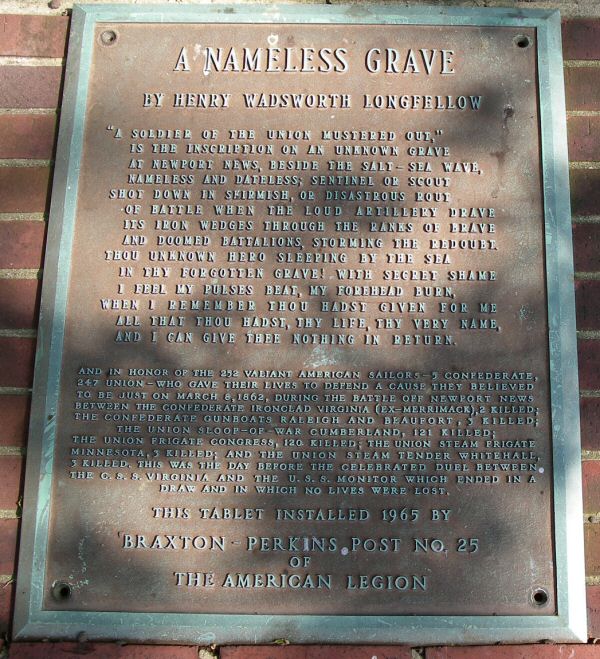 A NAMELESS GRAVE
BY HENRY WADSWORTH LONGFELLOW
"A SOLDIER OF THE UNION MUSTERED OUT,"
IS THE INSCRIPTION ON AN UNKNOWN GRAVE
AT NEWPORT NEWS, BESIDE THE SALT-SEA WAVE,
NAMELESS AND DATELESS; SENTINEL OR SCOUT
SHOT DOWN IN SKIRMISH, OR DISASTROUS ROUT
OF BATTLE WHEN THE LOUD ARTILLERY DRAVE
ITS IRON WEDGES THROUGH THE RANKS OF BRAVE
AND DOOMED BATTALIONS, STORMING THE REDOUBT.
THOU UNKNOWN HERO SLEEPING BY THE SEA
IN THY FORGOTTEN GRAVE! WITH SECRET SHAME
I FEEL MY PULSES BEAT, MY FOREHEAD BURN,
WHEN I REMEMBER THOU HADST GIVEN FOR ME
ALL THAT THOU HADST, THY LIFE, THY VERY NAME,
AND I CAN GIVE THEE NOTHING IN RETURN.
AND IN HONOR OF THE 252 VALIANT AMERICAN SAILORS-5 CONFEDERATE,
247 UNION-WHO GAVE THEIR LIVES TO DEFEND A CAUSE THEY BELIEVED
TO BE JUST ON MARCH 8, 1862, DURING THE BATTLE OFF NEWPORT NEWS
BETWEEN THE CONFEDERATE IRONCLAD VIRGINIA (EX-MERRIMACK), 2 KILLED;
THE CONFEDERATE GUNBOATS RALEIGH AND BEAUFORT, 3 KILLED;
THE UNION SLOOP-OF-WAR CUMBERLAND, 121 KILLED;
THE UNION FRIGATE CONGRESS, 120 KILLED; THE UNION STEAM FRIGATE
MINNESOTA, 3 KILLED; AND THE UNION STEAM TENDER WHITEHALL,
3 KILLED. THIS WAS THE DAY BEFORE THE CELEBRATED DUEL BETWEEN
THE C.S.S. VIRGINIA AND THE U.S.S. MONITOR WHICH ENDED IN A
DRAW AND IN WHICH NO LIVES WERE LOST.
THIS TABLET INSTALLED 1965 BY
BRAXTON-PERKINS POST NO. 25
OF
THE AMERICAN LEGION